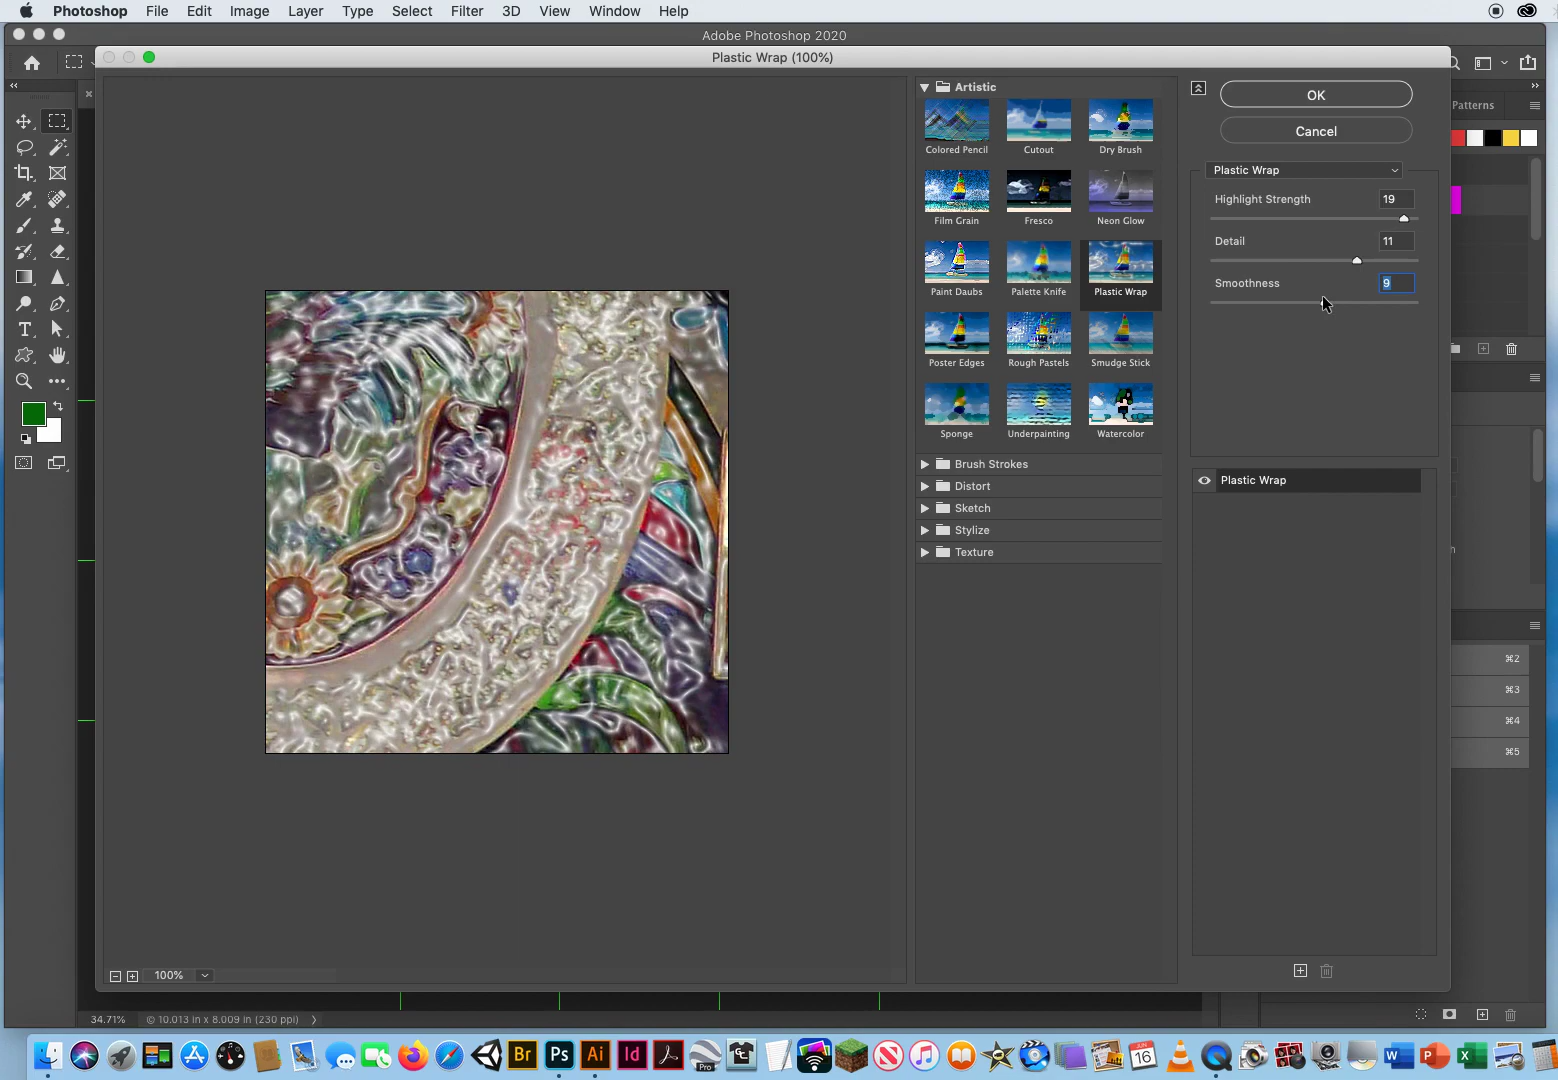 Photoshop File Edit Image Layer Type Select Filter 3D View Window Help
Adobe Photoshop 2020
Plastic Wrap (100%)
Artistic
OK
Patterns
Cancel
Colored Pencil Cutout Dry Brush
Plastic Wrap
Highlight Strength 19
Film Grain Fresco Neon Glow
Detail 11
Smoothness 9
Paint Daubs Palette Knife Plastic Wrap
Poster Edges Rough Pastels Smudge Stick
Sponge Underpainting Watercolor
Brush Strokes
Plastic Wrap
Distort
Sketch
Stylize
Texture
⌘2
⌘3
⌘4
⌘5
100%
34.71% © 10.013 in x 8.009 in (230 ppi)
JUN
16
Br Ps Ai Id
Pro
W P X